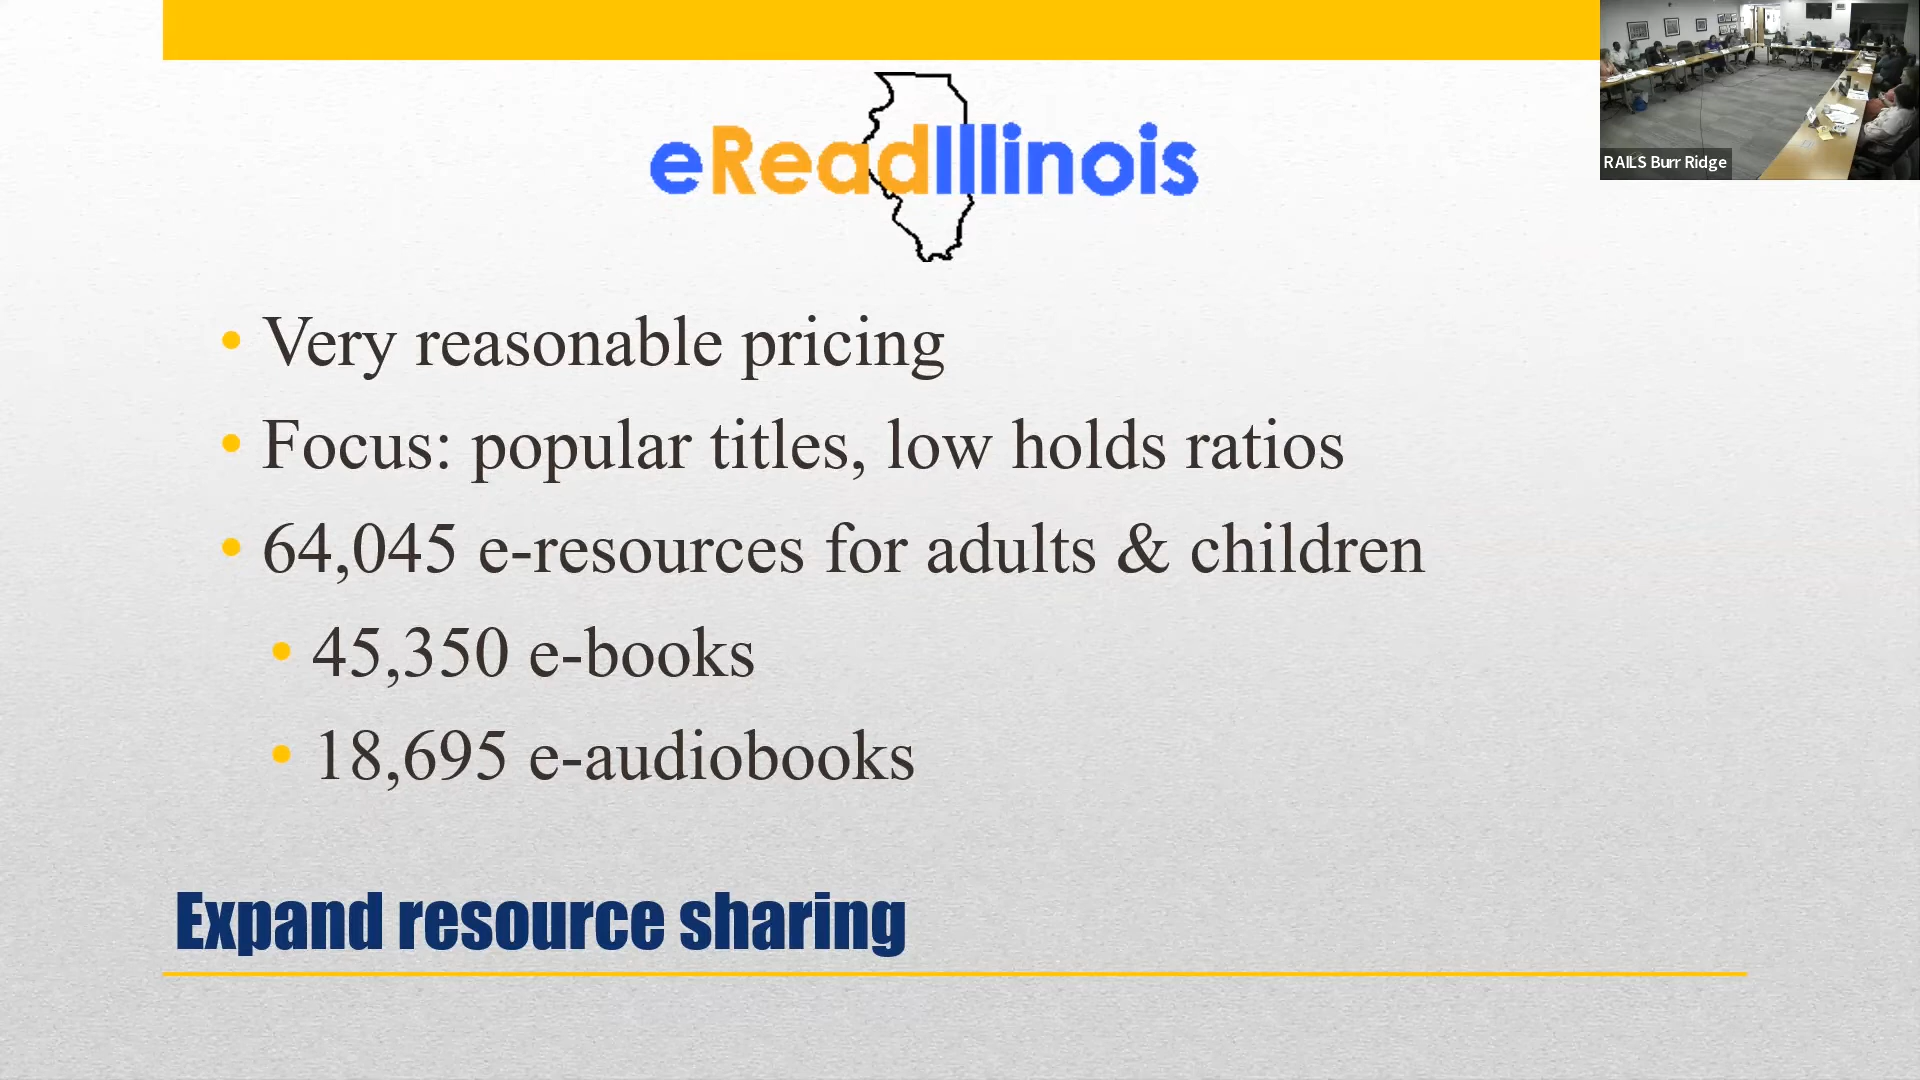 eReadIllinois
RAILS Burr Ridge
• Very reasonable pricing
• Focus: popular titles, low holds ratios
• 64,045 e-resources for adults & children
• 45,350 e-books
• 18,695 e-audiobooks
Expand resource sharing